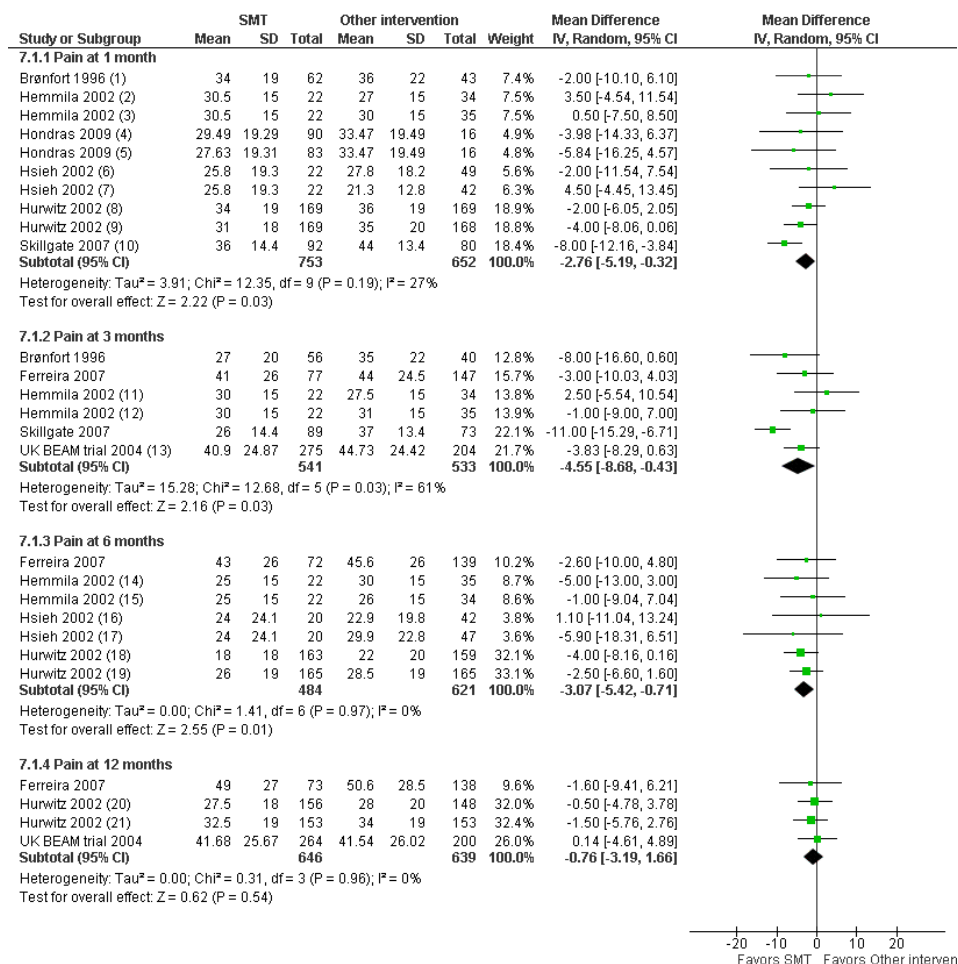 SMT Other intervention Mean Difference Mean Difference
Study or Subgroup Mean SD Total Mean SD Total Weight IV, Random, 95% CI IV, Random, 95% CI
7.1.1 Pain at 1 month
Brønfort 1996 (1) 34 19 62 36 22 43 7.4% -2.00 [-10.10, 6.10]
Hemmila 2002 (2) 30.5 15 22 27 15 34 7.5% 3.50 [-4.54, 11.54]
Hemmila 2002 (3) 30.5 15 22 30 15 35 7.6% 0.50 [-7.50, 8.50]
Hondras 2009 (4) 29.49 19.29 90 33.47 19.49 16 4.9% -3.98 [-14.33, 6.37]
Hondras 2009 (5) 27.63 19.31 83 33.47 19.49 16 4.8% -5.84 [-16.25, 4.57]
Hsieh 2002 (6) 25.8 19.3 22 27.8 18.2 49 5.6% -2.00 [-11.54, 7.54]
Hsieh 2002 (7) 25.8 19.3 22 21.3 12.8 42 6.3% 4.50 [-4.45, 13.45]
Hurwitz 2002 (8) 34 19 169 36 19 169 18.9% -2.00 [-6.05, 2.05]
Hurwitz 2002 (9) 31 18 169 35 20 168 18.8% -4.00 [-8.06, 0.06]
Skillgate 2007 (10) 36 14.4 92 44 13.4 80 18.4% -8.00 [-12.16, -3.84]
Subtotal (95% CI) 753 652 100.0% -2.76 [-5.19, -0.32]
Heterogeneity: Tau² = 3.91; Chi² = 12.35, df = 9 (P = 0.19); I² = 27%
Test for overall effect: Z = 2.22 (P = 0.03)
7.1.2 Pain at 3 months
Brønfort 1996 27 20 56 35 22 40 12.8% -8.00 [-16.60, 0.60]
Ferreira 2007 41 26 77 44 24.5 147 15.7% -3.00 [-10.03, 4.03]
Hemmila 2002 (11) 30 15 22 27.5 15 34 13.8% 2.50 [-5.54, 10.54]
Hemmila 2002 (12) 30 15 22 31 15 35 13.9% -1.00 [-9.00, 7.00]
Skillgate 2007 26 14.4 89 37 13.4 73 22.1% -11.00 [-15.29, -6.71]
UK BEAM trial 2004 (13) 40.9 24.87 275 44.73 24.42 204 21.7% -3.83 [-8.29, 0.63]
Subtotal (95% CI) 541 533 100.0% -4.55 [-8.68, -0.43]
Heterogeneity: Tau² = 15.28; Chi² = 12.68, df = 5 (P = 0.03); I² = 61%
Test for overall effect: Z = 2.16 (P = 0.03)
7.1.3 Pain at 6 months
Ferreira 2007 43 26 72 45.6 26 139 10.2% -2.60 [-10.00, 4.80]
Hemmila 2002 (14) 25 15 22 30 15 35 8.7% -5.00 [-13.00, 3.00]
Hemmila 2002 (15) 25 15 22 26 15 34 8.6% -1.00 [-9.04, 7.04]
Hsieh 2002 (16) 24 24.1 20 22.9 19.8 42 3.8% 1.10 [-11.04, 13.24]
Hsieh 2002 (17) 24 24.1 20 29.9 22.8 47 3.6% -5.90 [-18.31, 6.51]
Hurwitz 2002 (18) 18 18 163 22 20 159 32.1% -4.00 [-8.16, 0.16]
Hurwitz 2002 (19) 26 19 165 28.5 19 165 33.0% -2.50 [-6.60, 1.60]
Subtotal (95% CI) 484 621 100.0% -3.07 [-5.42, -0.71]
Heterogeneity: Tau² = 0.00; Chi² = 1.41, df = 6 (P = 0.97); I² = 0%
Test for overall effect: Z = 2.55 (P = 0.01)
7.1.4 Pain at 12 months
Ferreira 2007 49 27 73 50.6 28.5 138 9.6% -1.60 [-9.41, 6.21]
Hurwitz 2002 (20) 27.5 18 156 28 20 148 32.0% -0.50 [-4.78, 3.78]
Hurwitz 2002 (21) 32.5 19 153 34 19 153 32.3% -1.50 [-5.76, 2.76]
UK BEAM trial 2004 41.68 25.67 264 41.54 26.02 200 26.0% 0.14 [-4.61, 4.89]
Subtotal (95% CI) 646 639 100.0% -0.76 [-3.19, 1.66]
Heterogeneity: Tau² = 0.00; Chi² = 0.31, df = 3 (P = 0.96); I² = 0%
Test for overall effect: Z = 0.62 (P = 0.54)
-20 -10 0 10 20
Favors SMT Favors Other interven